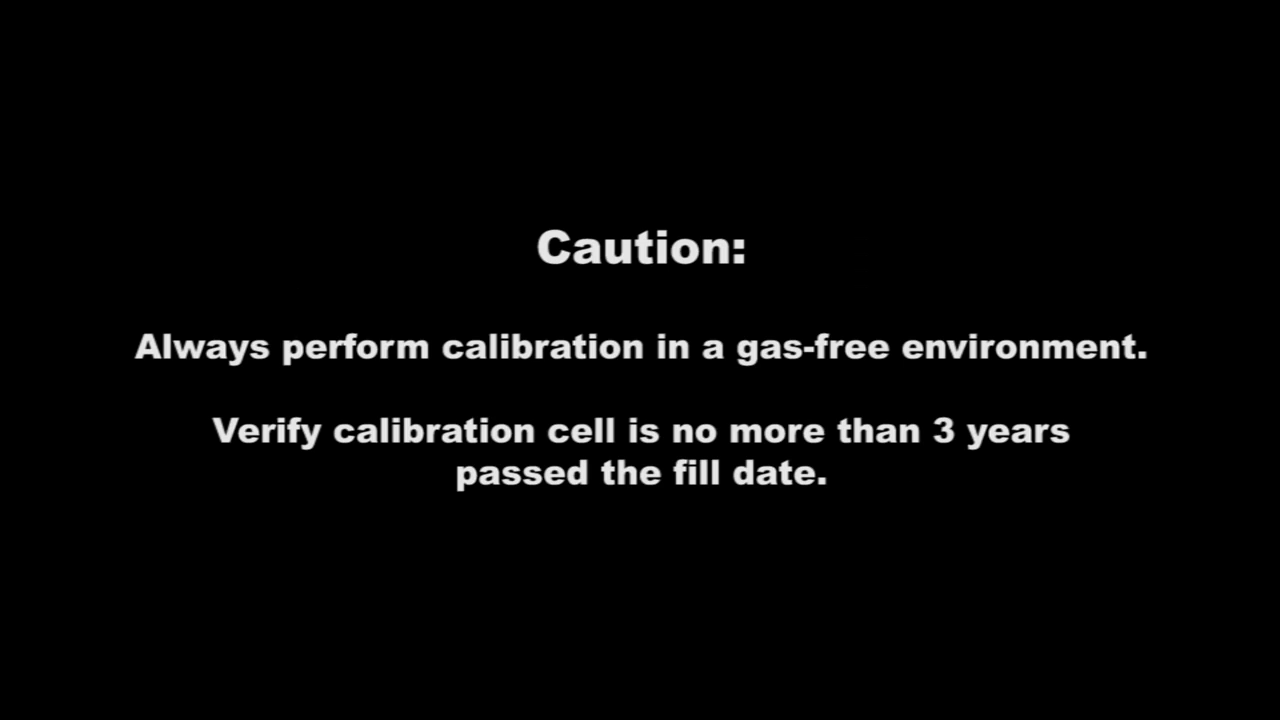 Caution:
Always perform calibration in a gas-free environment.
Verify calibration cell is no more than 3 years
passed the fill date.